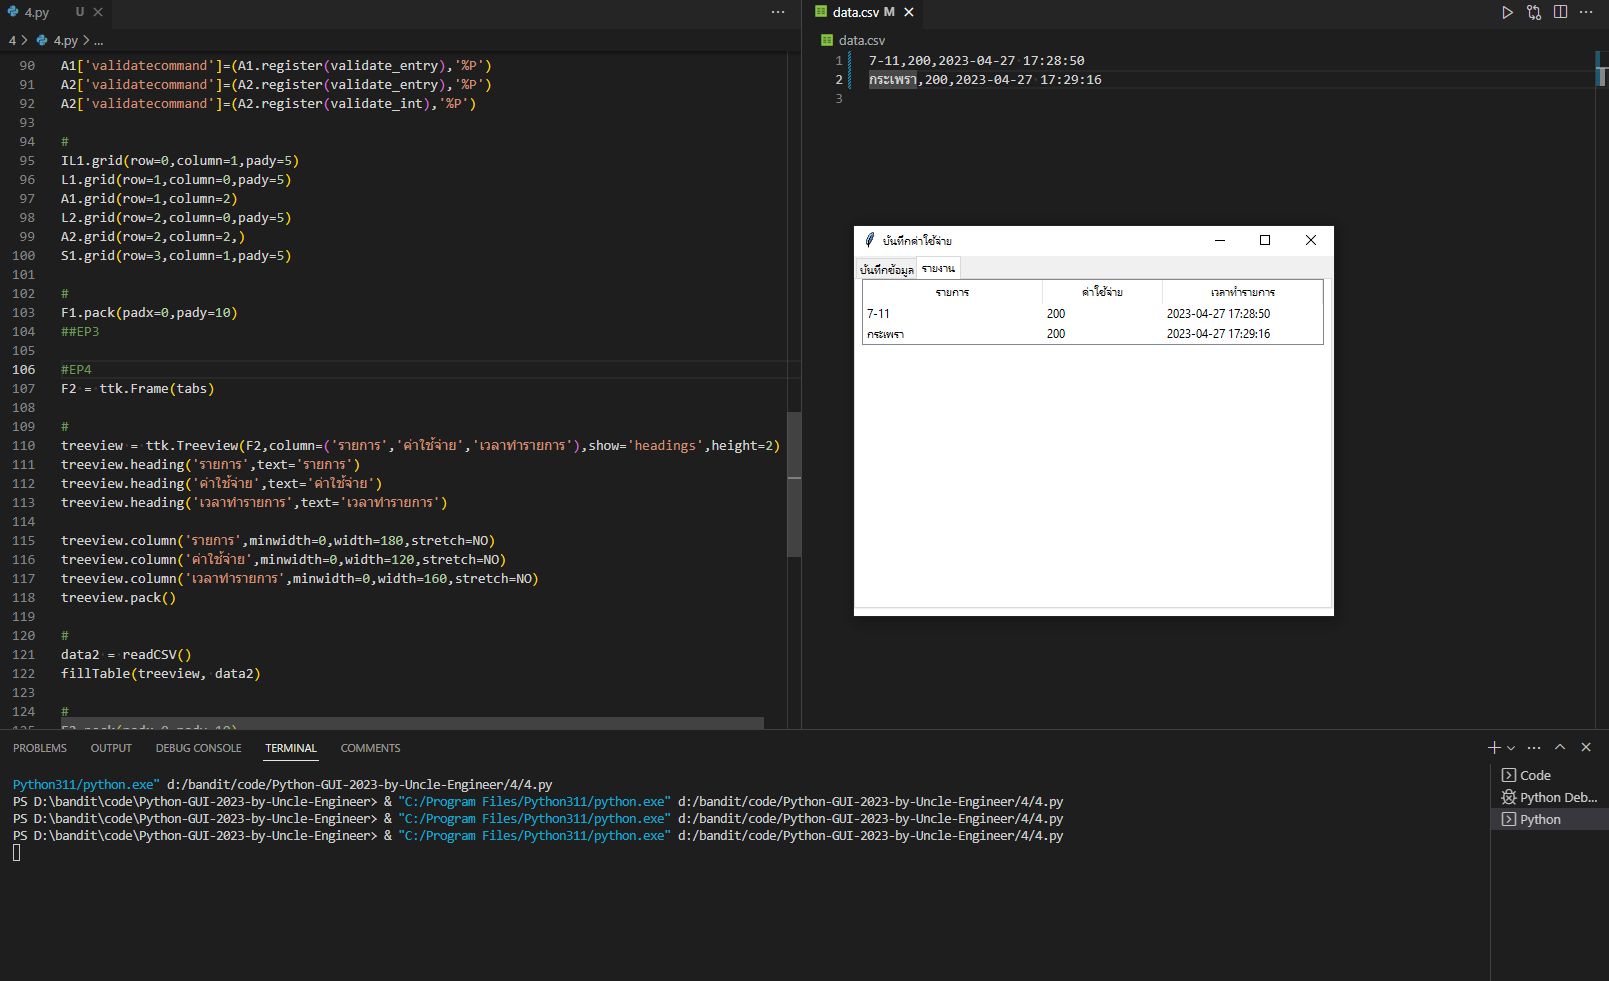 4.py U
4 > 4.py > ...
90 A1['validatecommand']=(A1.register(validate_entry),'%P')
91 A2['validatecommand']=(A2.register(validate_entry),'%P')
92 A2['validatecommand']=(A2.register(validate_int),'%P')
93
94 #
95 IL1.grid(row=0,column=1,pady=5)
96 L1.grid(row=1,column=0,pady=5)
97 A1.grid(row=1,column=2)
98 L2.grid(row=2,column=0,pady=5)
99 A2.grid(row=2,column=2,)
100 S1.grid(row=3,column=1,pady=5)
101
102 #
103 F1.pack(padx=0,pady=10)
104 ##EP3
105
106 #EP4
107 F2 = ttk.Frame(tabs)
108
109 #
110 treeview = ttk.Treeview(F2,column=('รายการ','ค่าใช้จ่าย','เวลาทำรายการ'),show='headings',height=2)
111 treeview.heading('รายการ',text='รายการ')
112 treeview.heading('ค่าใช้จ่าย',text='ค่าใช้จ่าย')
113 treeview.heading('เวลาทำรายการ',text='เวลาทำรายการ')
114
115 treeview.column('รายการ',minwidth=0,width=180,stretch=NO)
116 treeview.column('ค่าใช้จ่าย',minwidth=0,width=120,stretch=NO)
117 treeview.column('เวลาทำรายการ',minwidth=0,width=160,stretch=NO)
118 treeview.pack()
119
120 #
121 data2 = readCSV()
122 fillTable(treeview, data2)
123
124 #
125 F2.pack(padx=0,pady=10)
data.csv M
data.csv
1 7-11,200,2023-04-27 17:28:50
2 กระเพรา,200,2023-04-27 17:29:16
3
บันทึกค่าใช้จ่าย
บันทึกข้อมูล รายงาน
รายการ ค่าใช้จ่าย เวลาทำรายการ
7-11 200 2023-04-27 17:28:50
กระเพรา 200 2023-04-27 17:29:16
PROBLEMS OUTPUT DEBUG CONSOLE TERMINAL COMMENTS
Python311/python.exe" d:/bandit/code/Python-GUI-2023-by-Uncle-Engineer/4/4.py
PS D:\bandit\code\Python-GUI-2023-by-Uncle-Engineer> & "C:/Program Files/Python311/python.exe" d:/bandit/code/Python-GUI-2023-by-Uncle-Engineer/4/4.py
PS D:\bandit\code\Python-GUI-2023-by-Uncle-Engineer> & "C:/Program Files/Python311/python.exe" d:/bandit/code/Python-GUI-2023-by-Uncle-Engineer/4/4.py
PS D:\bandit\code\Python-GUI-2023-by-Uncle-Engineer> & "C:/Program Files/Python311/python.exe" d:/bandit/code/Python-GUI-2023-by-Uncle-Engineer/4/4.py
Code
Python Deb...
Python